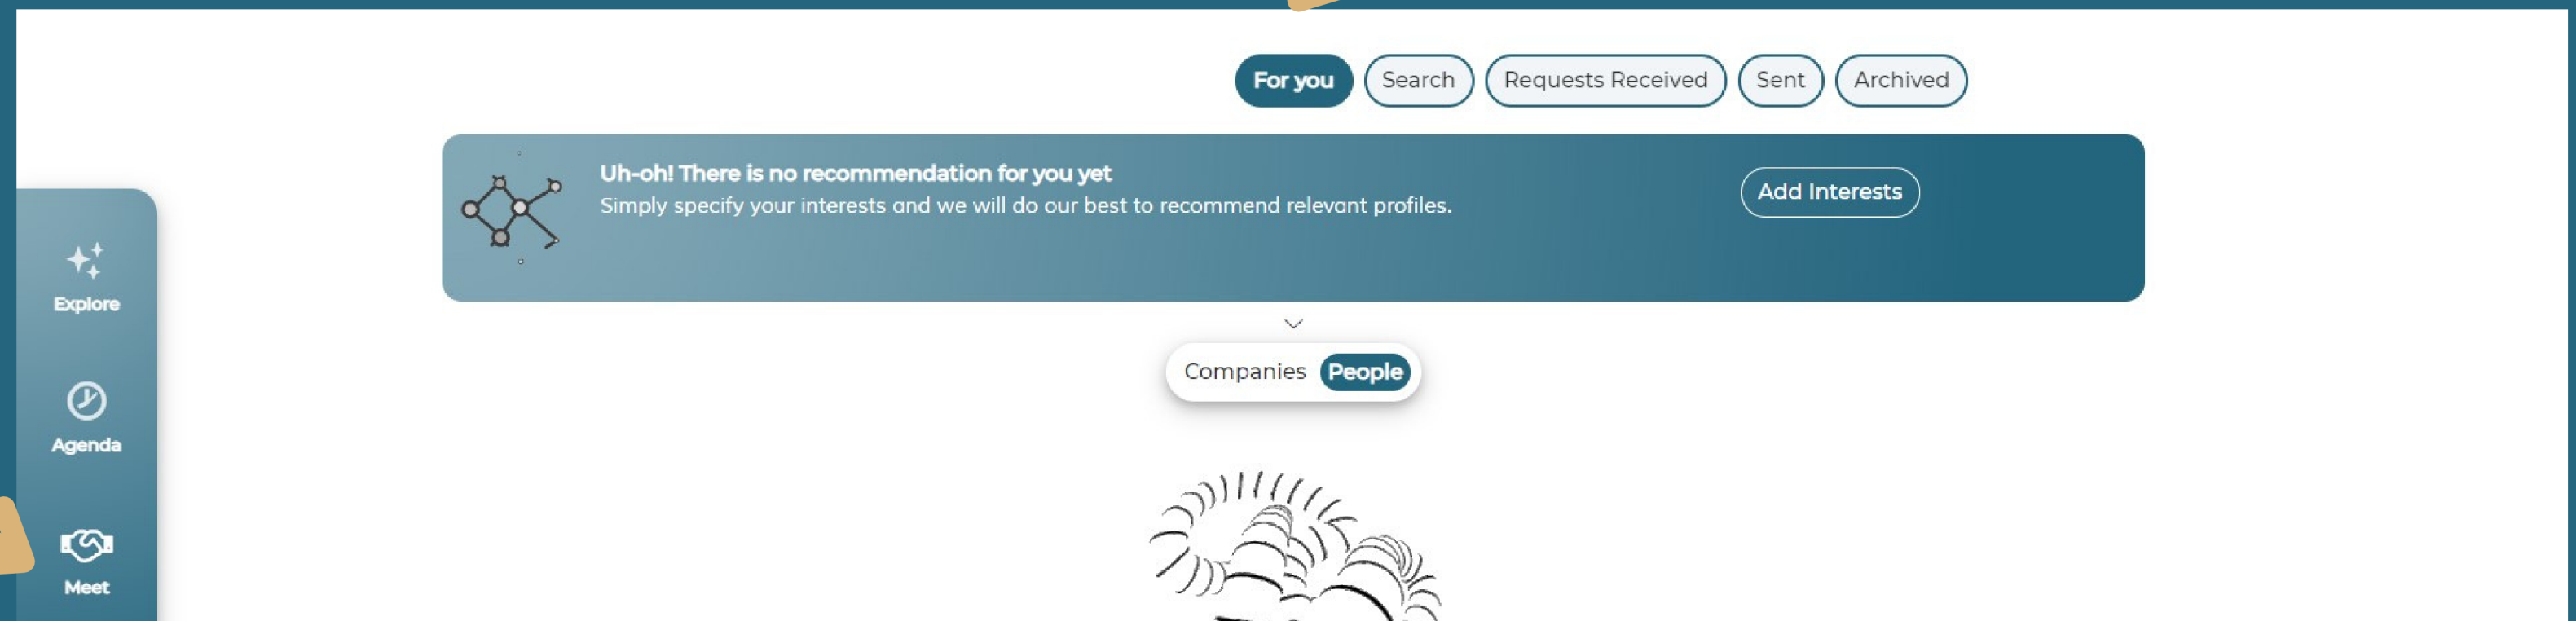 For you Search Requests Received Sent Archived
Uh-oh! There is no recommendation for you yet
Simply specify your interests and we will do our best to recommend relevant profiles.
Add Interests
Companies People
Explore
Agenda
Meet